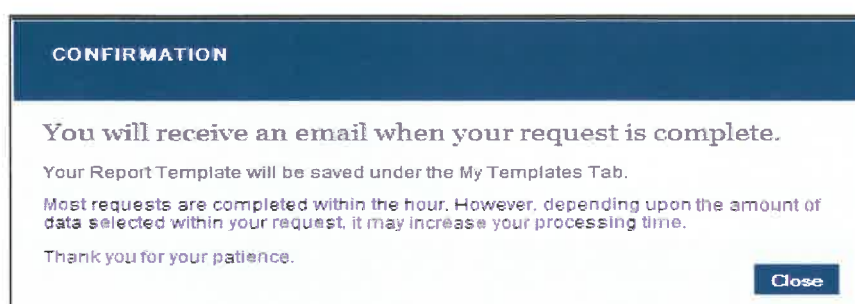 CONFIRMATION
You will receive an email when your request is complete.
Your Report Template will be saved under the My Templates Tab.
Most requests are completed within the hour. However, depending upon the amount of
data selected within your request, it may increase your processing time.
Thank you for your patience.
Close